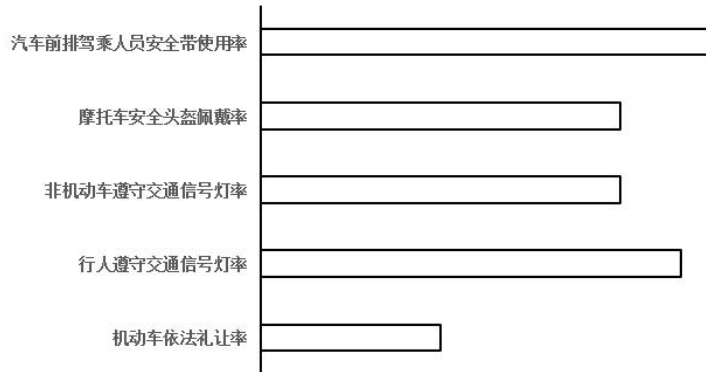 汽车前排驾乘人员安全带使用率
摩托车安全头盔佩戴率
非机动车遵守交通信号灯率
行人遵守交通信号灯率
机动车依法礼让率